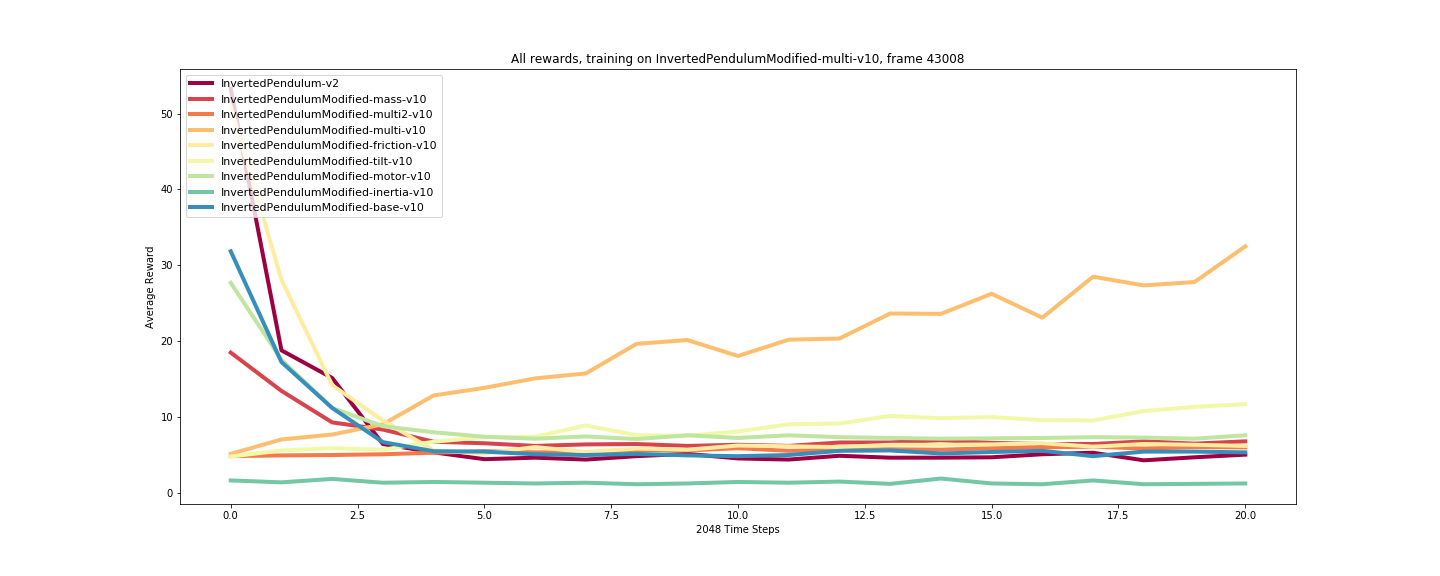 All rewards, training on InvertedPendulumModified-multi-v10, frame 43008
InvertedPendulum-v2
InvertedPendulumModified-mass-v10
InvertedPendulumModified-multi2-v10
InvertedPendulumModified-multi-v10
InvertedPendulumModified-friction-v10
InvertedPendulumModified-tilt-v10
InvertedPendulumModified-motor-v10
InvertedPendulumModified-inertia-v10
InvertedPendulumModified-base-v10
50
40
30
20
10
0
Average Reward
0.0 2.5 5.0 7.5 10.0 12.5 15.0 17.5 20.0
2048 Time Steps